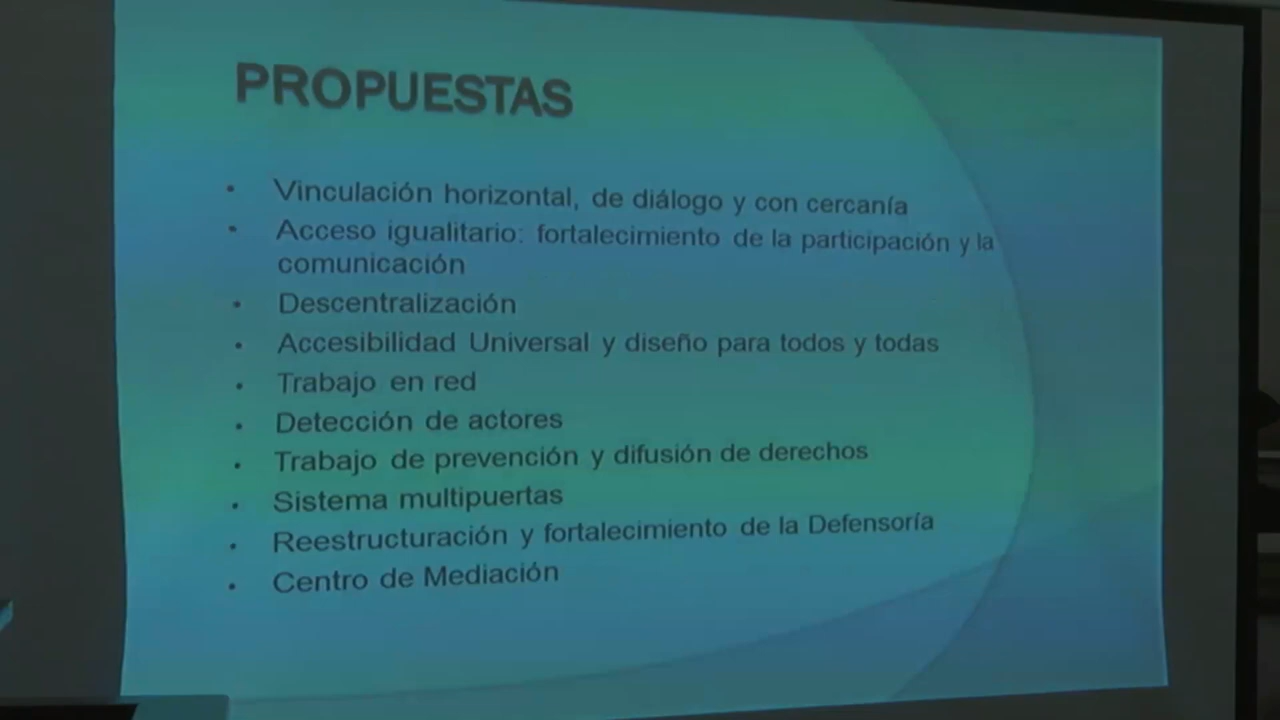 PROPUESTAS
• Vinculación horizontal, de diálogo y con cercanía
• Acceso igualitario: fortalecimiento de la participación y la
comunicación
• Descentralización
• Accesibilidad Universal y diseño para todos y todas
• Trabajo en red
• Detección de actores
• Trabajo de prevención y difusión de derechos
• Sistema multipuertas
• Reestructuración y fortalecimiento de la Defensoría
• Centro de Mediación